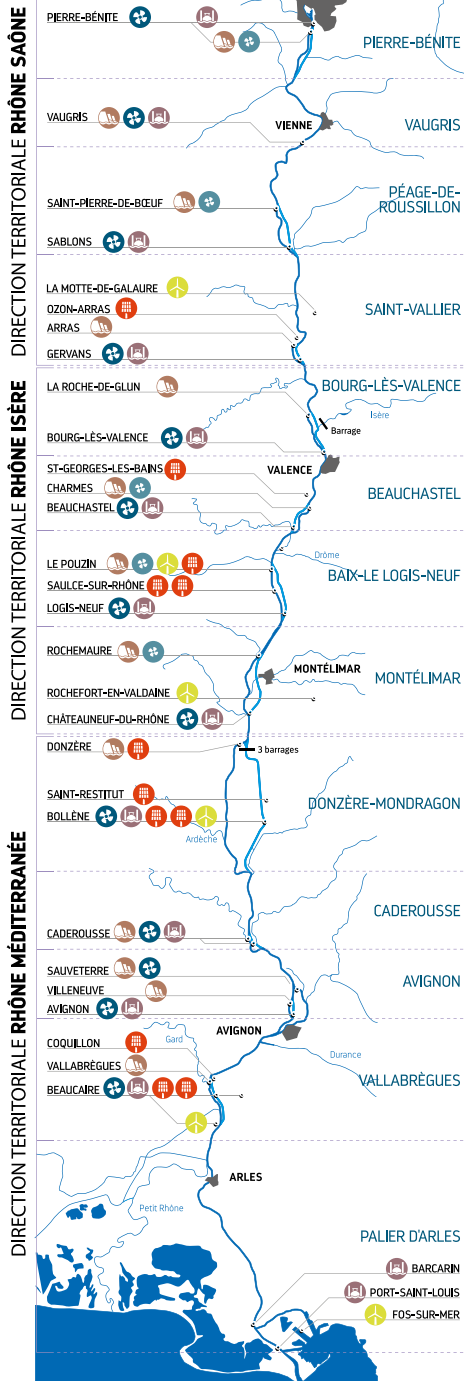 DIRECTION TERRITORIALE RHÔNE SAÔNE
PIERRE-BÉNITE
PIERRE-BÉNITE
VAUGRIS
VIENNE
VAUGRIS
PÉAGE-DE-
ROUSSILLON
SAINT-PIERRE-DE-BŒUF
SABLONS
LA MOTTE-DE-GALAURE
OZON-ARRAS
SAINT-VALLIER
ARRAS
GERVANS
DIRECTION TERRITORIALE RHÔNE ISÈRE
LA ROCHE-DE-GLUN
BOURG-LÈS-VALENCE
Isère
Barrage
BOURG-LÈS-VALENCE
ST-GEORGES-LES-BAINS
VALENCE
CHARMES
BEAUCHASTEL
BEAUCHASTEL
Drôme
LE POUZIN
BAIX-LE LOGIS-NEUF
SAULCE-SUR-RHÔNE
LOGIS-NEUF
ROCHEMAURE
MONTÉLIMAR
MONTÉLIMAR
ROCHEFORT-EN-VALDAINE
CHÂTEAUNEUF-DU-RHÔNE
DIRECTION TERRITORIALE RHÔNE MÉDITERRANÉE
DONZÈRE
3 barrages
SAINT-RESTITUT
DONZÈRE-MONDRAGON
BOLLÈNE
Ardèche
CADEROUSSE
CADEROUSSE
SAUVETERRE
AVIGNON
VILLENEUVE
AVIGNON
AVIGNON
COQUILLON
Gard
Durance
VALLABRÈGUES
VALLABRÈGUES
BEAUCAIRE
ARLES
Petit Rhône
PALIER D'ARLES
BARCARIN
PORT-SAINT-LOUIS
FOS-SUR-MER